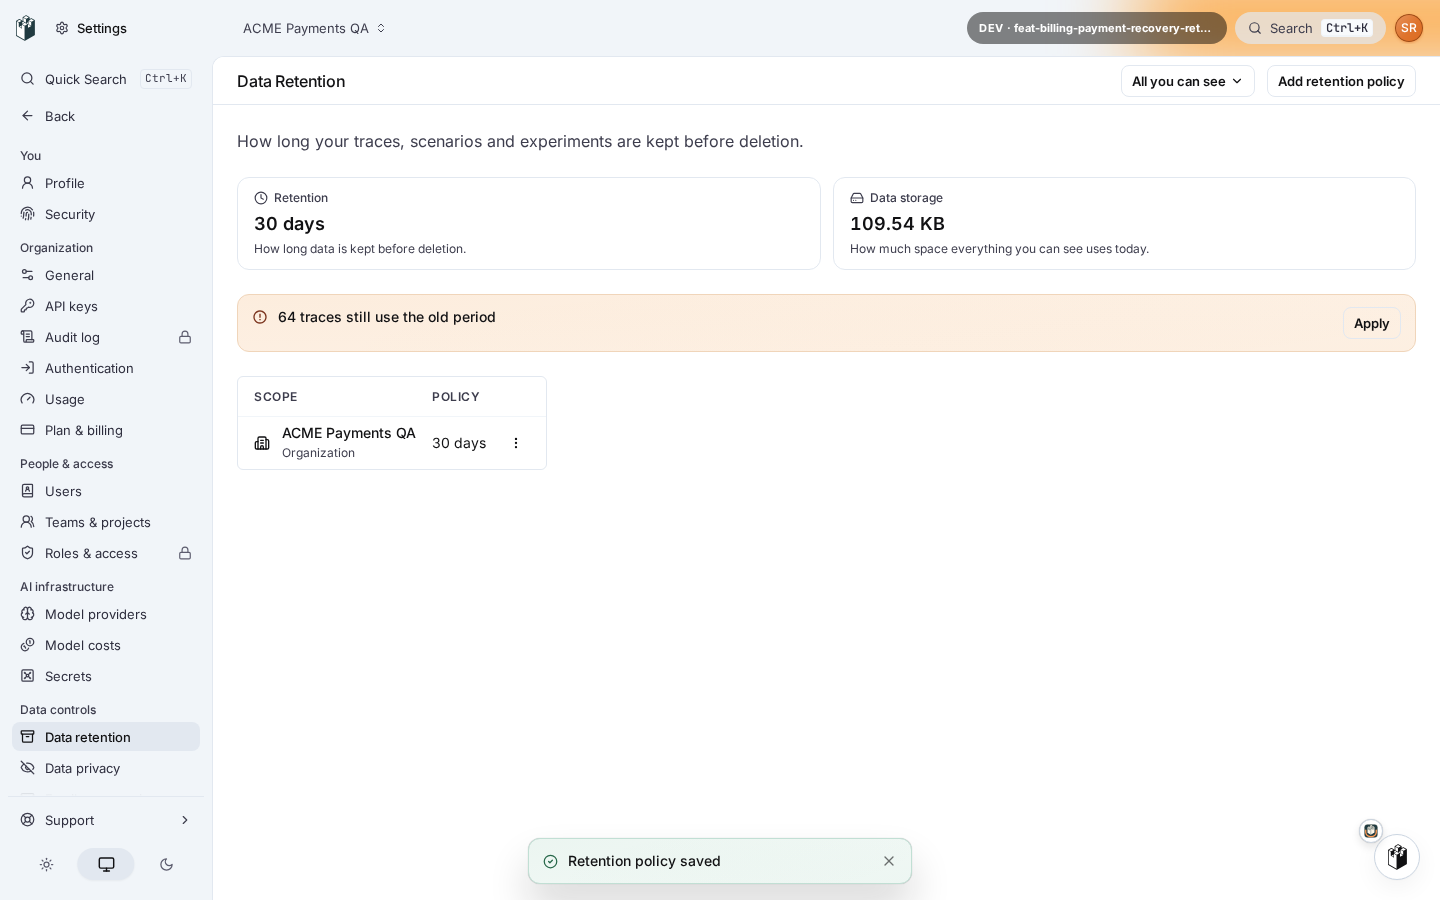 Settings
ACME Payments QA
DEV · feat-billing-payment-recovery-ret...
Search Ctrl+K
SR
Quick Search Ctrl+K
Back
You
Profile
Security
Organization
General
API keys
Audit log
Authentication
Usage
Plan & billing
People & access
Users
Teams & projects
Roles & access
AI infrastructure
Model providers
Model costs
Secrets
Data controls
Data retention
Data privacy
Support
Data Retention
All you can see
Add retention policy
How long your traces, scenarios and experiments are kept before deletion.
Retention
30 days
How long data is kept before deletion.
Data storage
109.54 KB
How much space everything you can see uses today.
64 traces still use the old period
Apply
SCOPE POLICY
ACME Payments QA 30 days
Organization
Retention policy saved